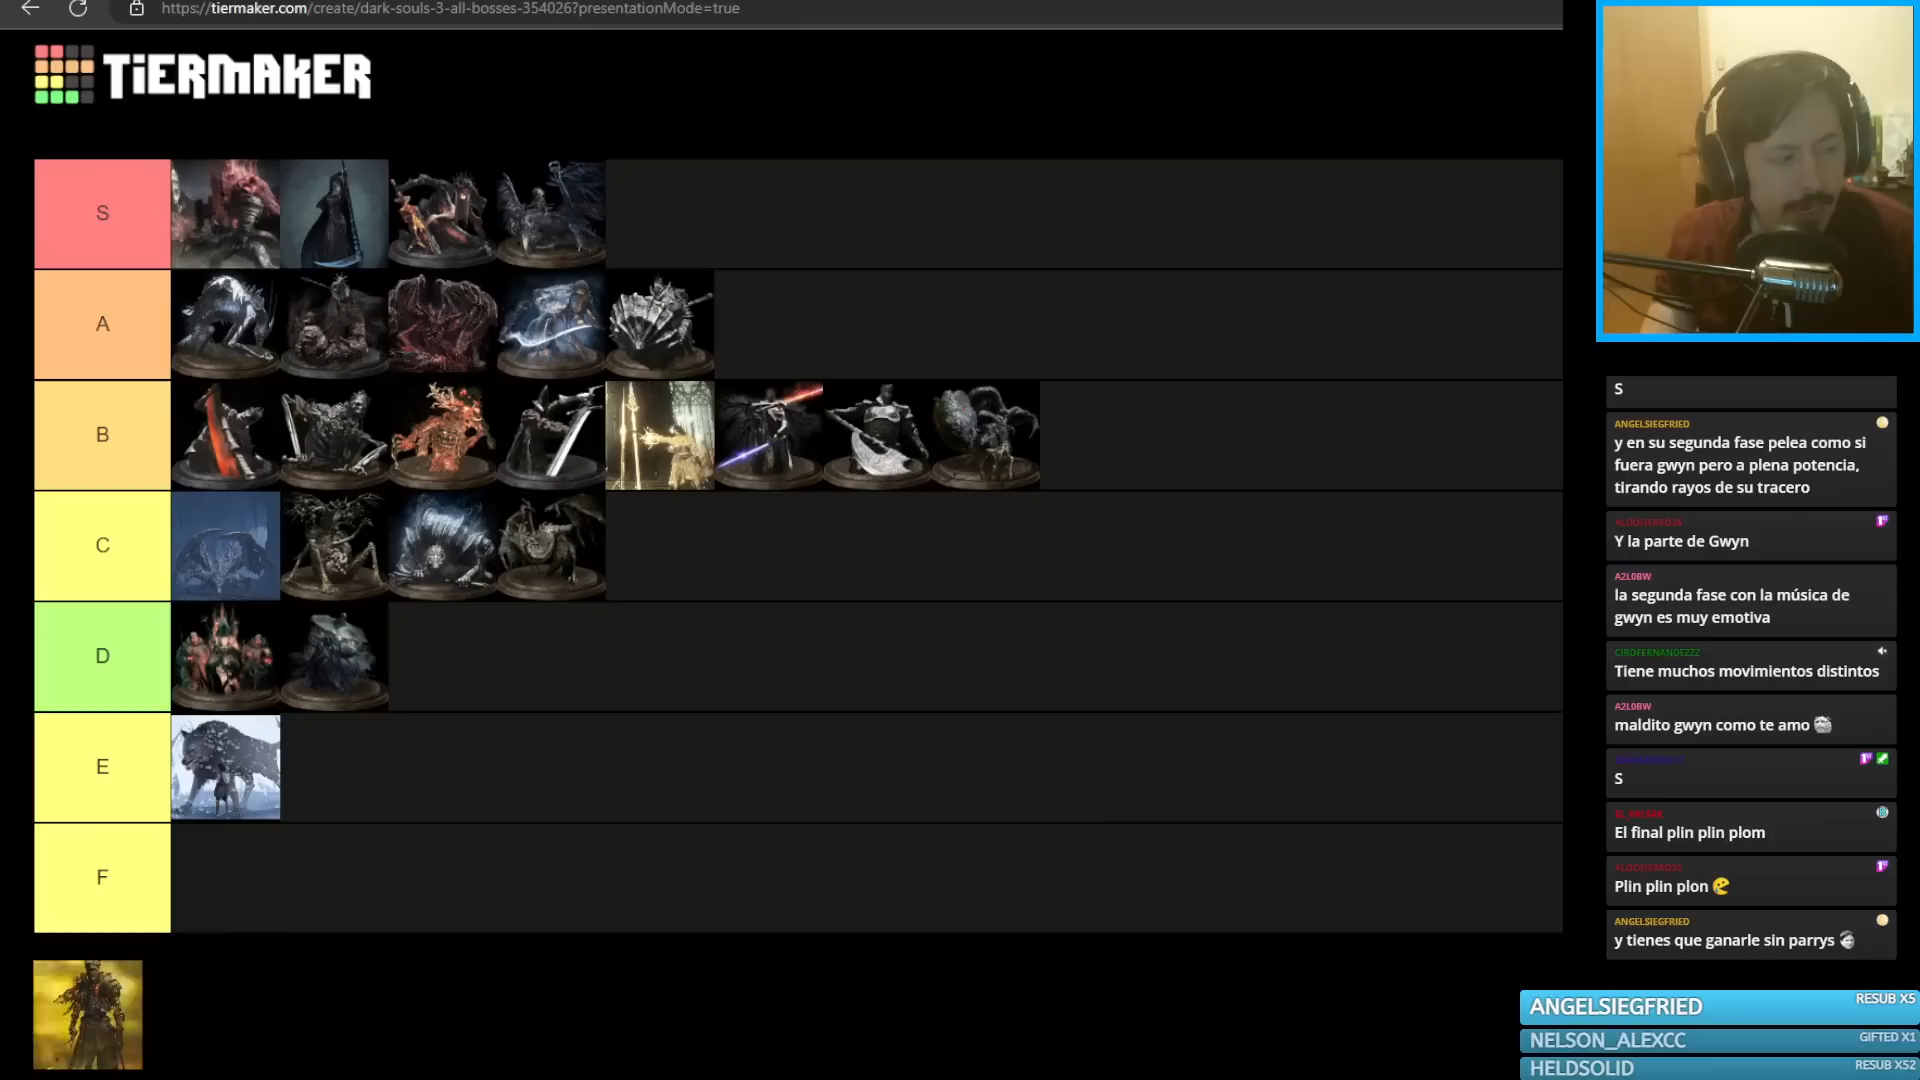 https://tiermaker.com/create/dark-souls-3-all-bosses-354026?presentationMode=true
TiERMAKER
S
A
B
C
D
E
F
S
ANGELSIEGFRIED
y en su segunda fase pelea como si
fuera gwyn pero a plena potencia,
tirando rayos de su tracero
Y la parte de Gwyn
A2L0BW
la segunda fase con la música de
gwyn es muy emotiva
CIROFERNANDEZZZ
Tiene muchos movimientos distintos
A2L0BW
maldito gwyn como te amo
S
El final plin plin plom
Plin plin plon
ANGELSIEGFRIED
y tienes que ganarle sin parrys
ANGELSIEGFRIED RESUB X5
NELSON_ALEXCC GIFTED X1
HELDSOLID RESUB X52